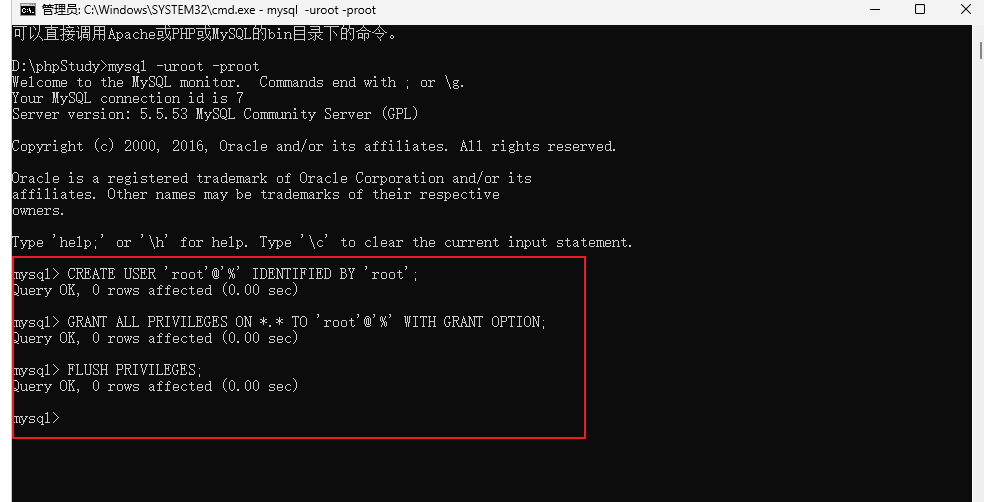 管理员: C:\Windows\SYSTEM32\cmd.exe - mysql -uroot -proot
可以直接调用Apache或PHP或MySQL的bin目录下的命令。
D:\phpStudy>mysql -uroot -proot
Welcome to the MySQL monitor.  Commands end with ; or \g.
Your MySQL connection id is 7
Server version: 5.5.53 MySQL Community Server (GPL)
Copyright (c) 2000, 2016, Oracle and/or its affiliates. All rights reserved.
Oracle is a registered trademark of Oracle Corporation and/or its
affiliates. Other names may be trademarks of their respective
owners.
Type 'help;' or '\h' for help. Type '\c' to clear the current input statement.
mysql> CREATE USER 'root'@'%' IDENTIFIED BY 'root';
Query OK, 0 rows affected (0.00 sec)
mysql> GRANT ALL PRIVILEGES ON *.* TO 'root'@'%' WITH GRANT OPTION;
Query OK, 0 rows affected (0.00 sec)
mysql> FLUSH PRIVILEGES;
Query OK, 0 rows affected (0.00 sec)
mysql>